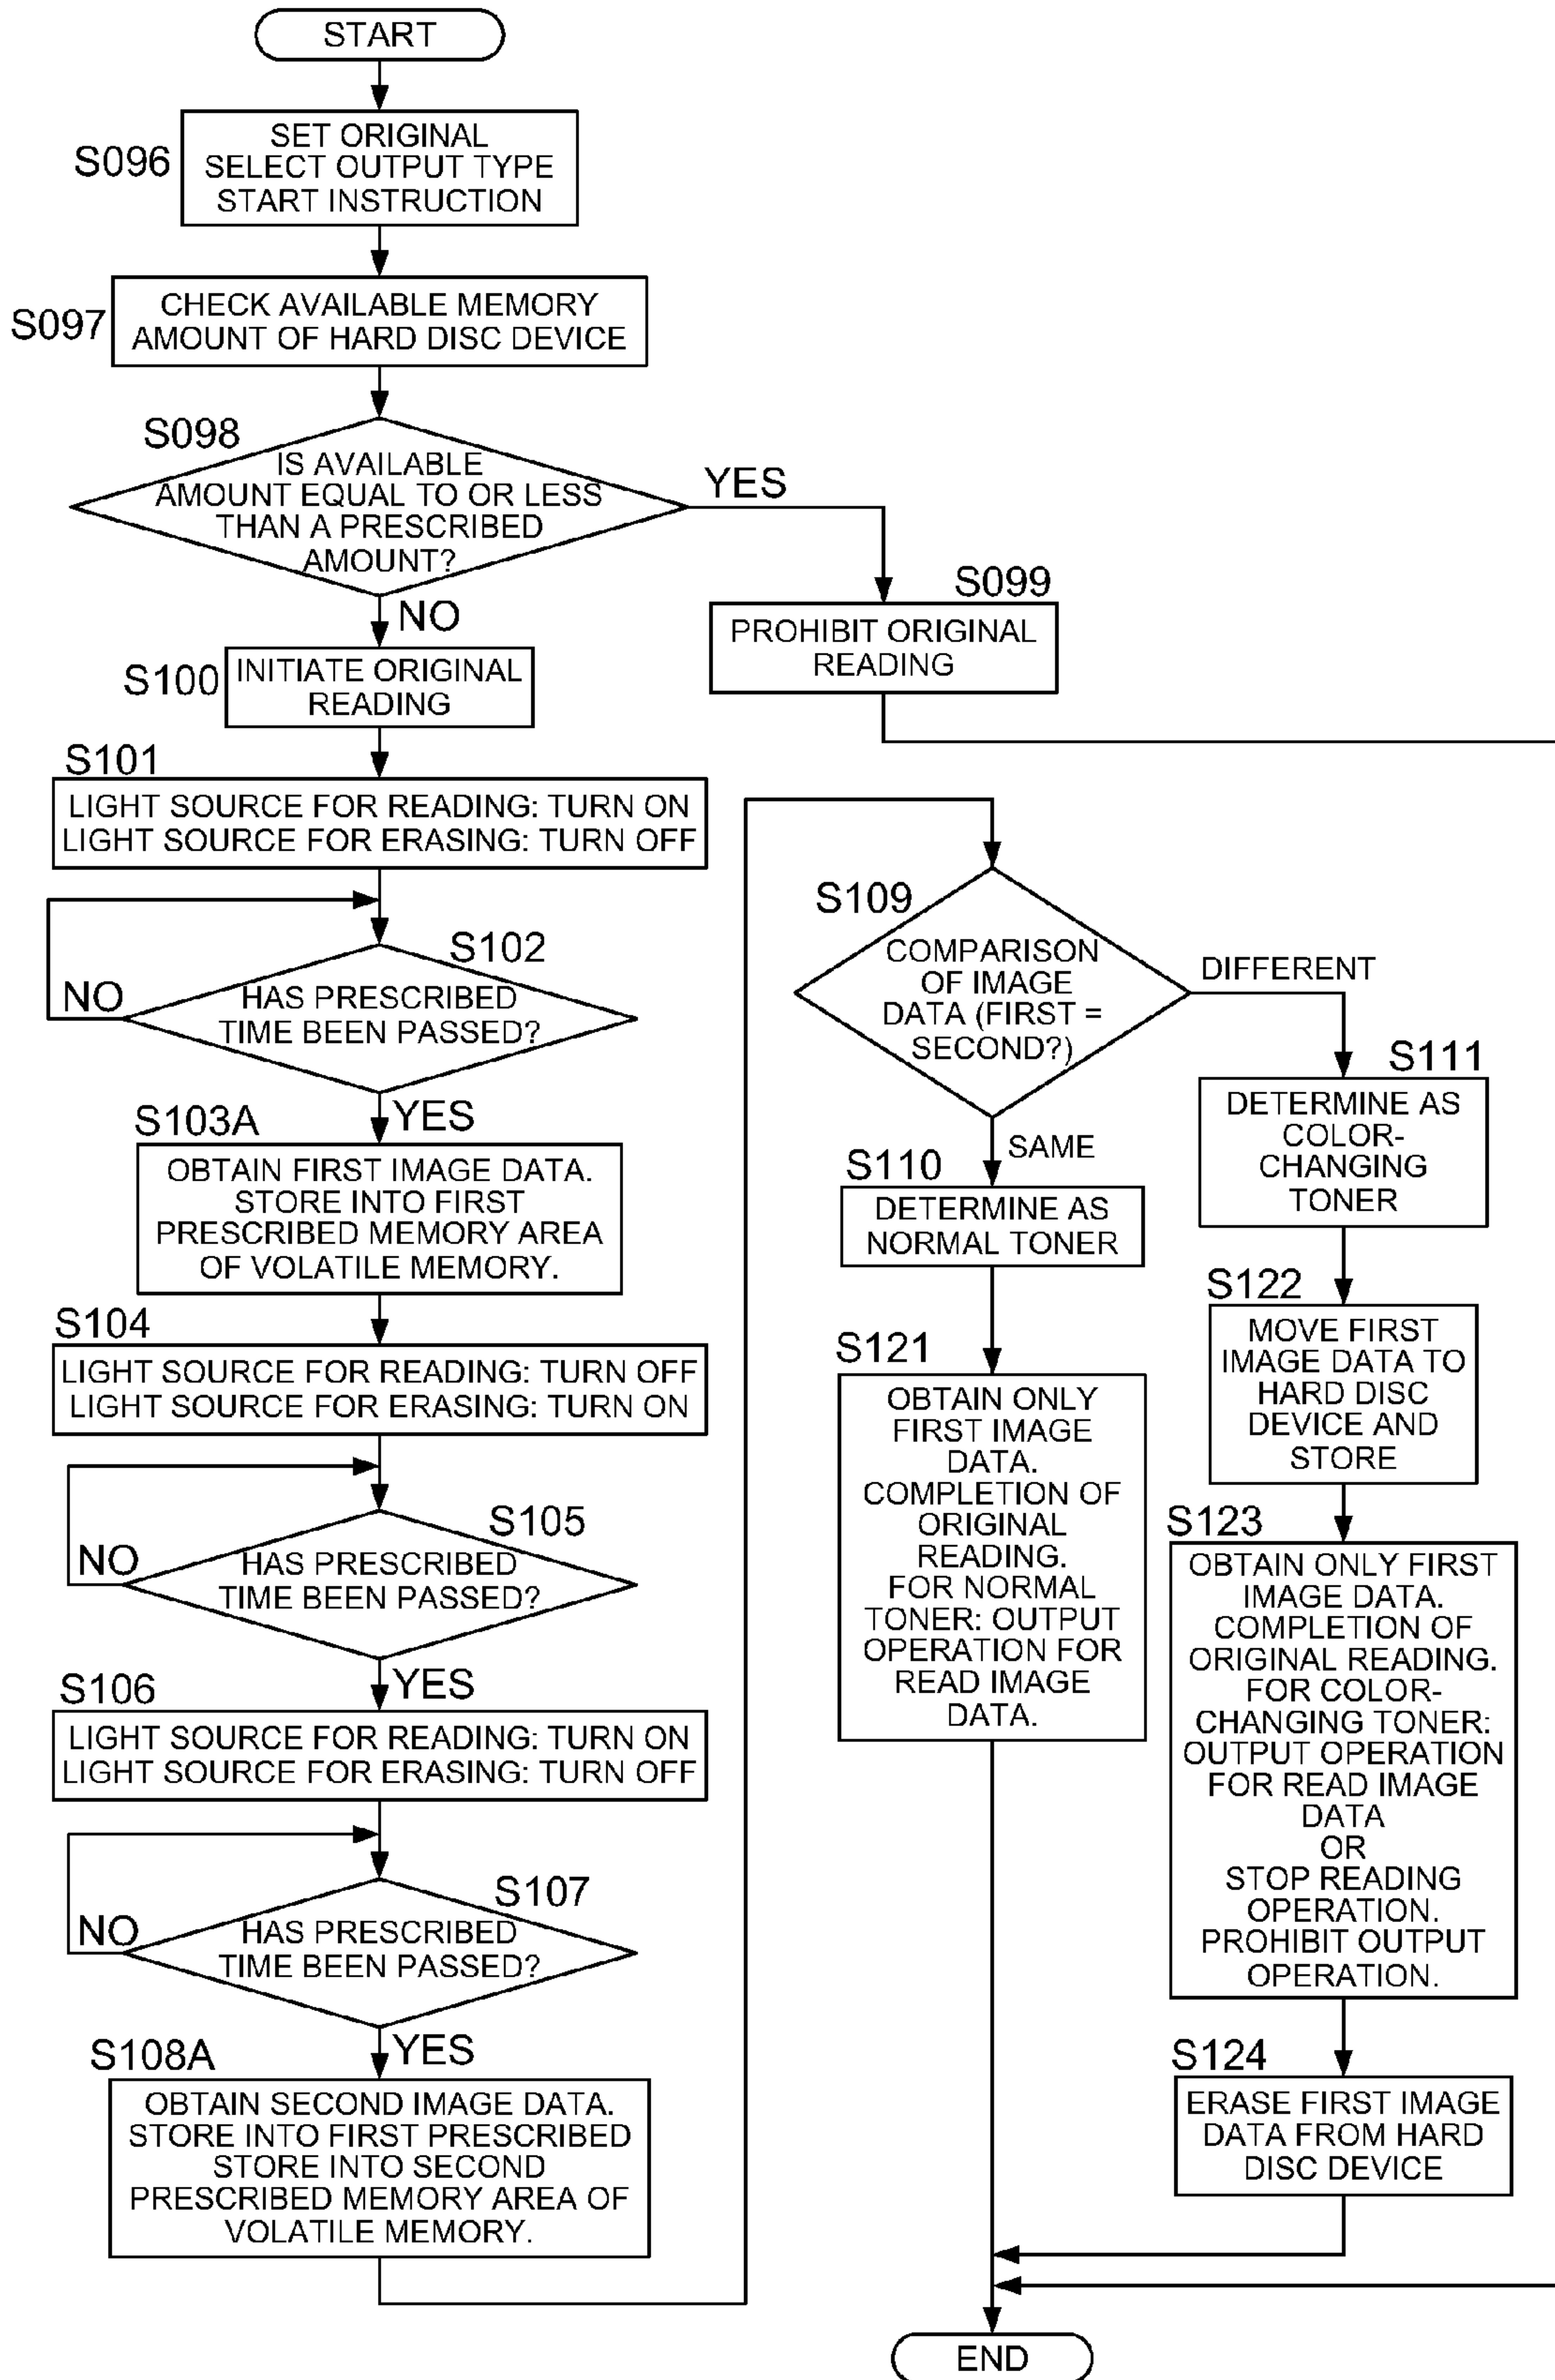 START
S096
SET ORIGINAL
SELECT OUTPUT TYPE
START INSTRUCTION
S097
CHECK AVAILABLE MEMORY
AMOUNT OF HARD DISC DEVICE
S098
IS AVAILABLE
AMOUNT EQUAL TO OR LESS
THAN A PRESCRIBED
AMOUNT?
YES
NO
S099
PROHIBIT ORIGINAL
READING
S100
INITIATE ORIGINAL
READING
S101
LIGHT SOURCE FOR READING: TURN ON
LIGHT SOURCE FOR ERASING: TURN OFF
S102
HAS PRESCRIBED
TIME BEEN PASSED?
NO
YES
S103A
OBTAIN FIRST IMAGE DATA.
STORE INTO FIRST
PRESCRIBED MEMORY AREA
OF VOLATILE MEMORY.
S104
LIGHT SOURCE FOR READING: TURN OFF
LIGHT SOURCE FOR ERASING: TURN ON
S105
HAS PRESCRIBED
TIME BEEN PASSED?
NO
YES
S106
LIGHT SOURCE FOR READING: TURN ON
LIGHT SOURCE FOR ERASING: TURN OFF
S107
HAS PRESCRIBED
TIME BEEN PASSED?
NO
YES
S108A
OBTAIN SECOND IMAGE DATA.
STORE INTO FIRST PRESCRIBED
STORE INTO SECOND
PRESCRIBED MEMORY AREA OF
VOLATILE MEMORY.
S109
COMPARISON
OF IMAGE
DATA (FIRST =
SECOND?)
DIFFERENT
SAME
S110
DETERMINE AS
NORMAL TONER
S121
OBTAIN ONLY
FIRST IMAGE
DATA.
COMPLETION OF
ORIGINAL
READING.
FOR NORMAL
TONER: OUTPUT
OPERATION FOR
READ IMAGE
DATA.
S111
DETERMINE AS
COLOR-
CHANGING
TONER
S122
MOVE FIRST
IMAGE DATA TO
HARD DISC
DEVICE AND
STORE
S123
OBTAIN ONLY FIRST
IMAGE DATA.
COMPLETION OF
ORIGINAL READING.
FOR COLOR-
CHANGING TONER:
OUTPUT OPERATION
FOR READ IMAGE
DATA
OR
STOP READING
OPERATION.
PROHIBIT OUTPUT
OPERATION.
S124
ERASE FIRST IMAGE
DATA FROM HARD
DISC DEVICE
END